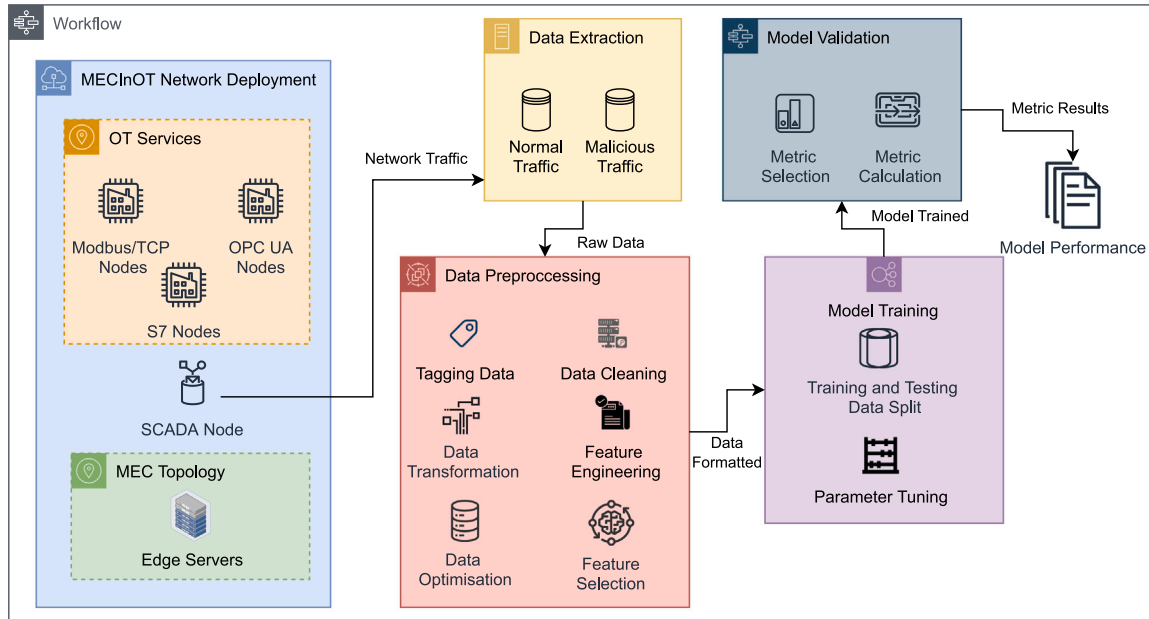 Workflow
MECInOT Network Deployment
OT Services
Modbus/TCP
Nodes
OPC UA
Nodes
S7 Nodes
SCADA Node
MEC Topology
Edge Servers
Network Traffic
Data Extraction
Normal
Traffic
Malicious
Traffic
Raw Data
Data Preproccessing
Tagging Data
Data Cleaning
Data
Transformation
Feature
Engineering
Data
Optimisation
Feature
Selection
Data
Formatted
Model Training
Training and Testing
Data Split
Parameter Tuning
Model Trained
Model Validation
Metric
Selection
Metric
Calculation
Metric Results
Model Performance